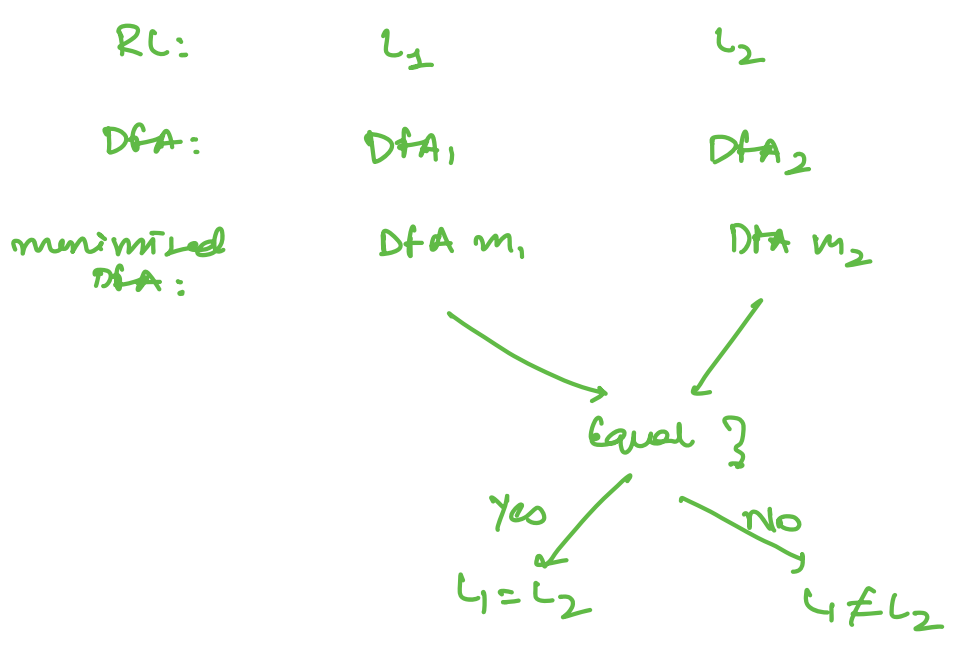 RL: L1 L2
DfA: DfA1 DfA2
minimized DfA m1 DfA m2
DfA:
Equal ?
Yes No
L1 = L2 L1 ≠ L2